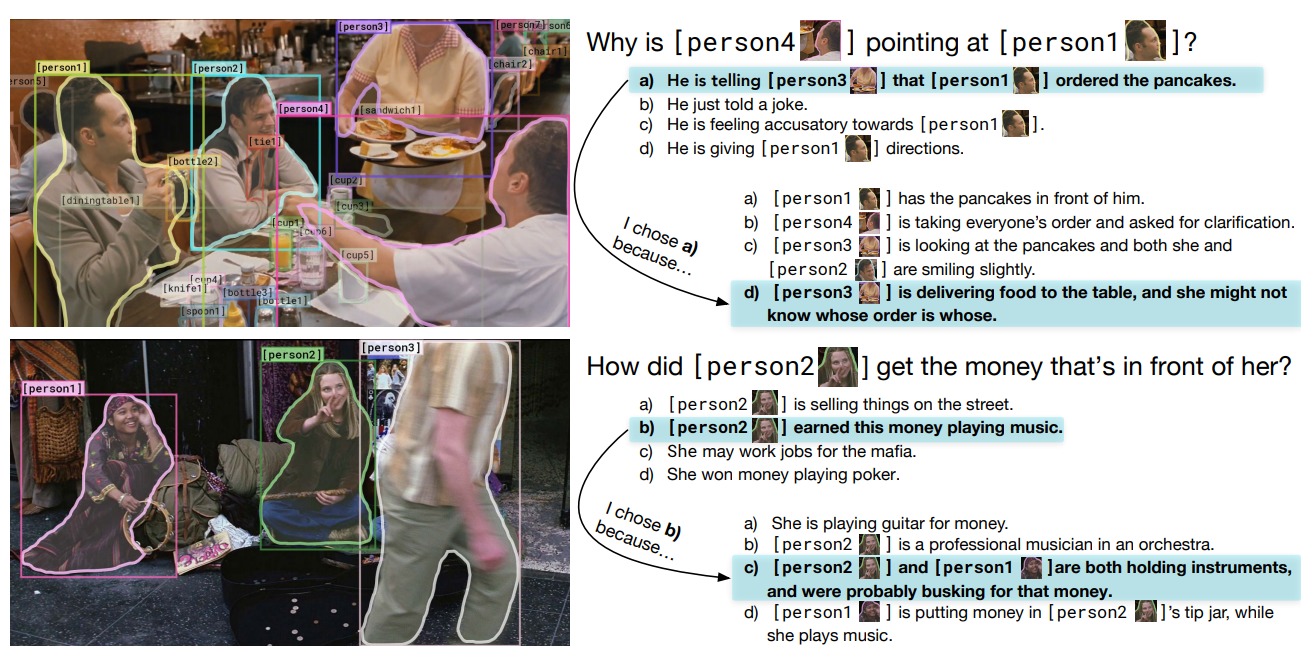 [person1]
[person2]
[person3]
[person4]
[chair1]
[chair2]
[sandwich1]
[tie1]
[bottle2]
[diningtable1]
[cup2]
[cup3]
[cup1]
[cup6]
[cup5]
[cup4]
[knife1]
[bottle3]
[bottle1]
[spoon1]
Why is [person4] pointing at [person1]?
a) He is telling [person3] that [person1] ordered the pancakes.
b) He just told a joke.
c) He is feeling accusatory towards [person1].
d) He is giving [person1] directions.
I chose a)
because...
a) [person1] has the pancakes in front of him.
b) [person4] is taking everyone's order and asked for clarification.
c) [person3] is looking at the pancakes and both she and
[person2] are smiling slightly.
d) [person3] is delivering food to the table, and she might not
know whose order is whose.
[person1]
[person2]
[person3]
How did [person2] get the money that's in front of her?
a) [person2] is selling things on the street.
b) [person2] earned this money playing music.
c) She may work jobs for the mafia.
d) She won money playing poker.
I chose b)
because...
a) She is playing guitar for money.
b) [person2] is a professional musician in an orchestra.
c) [person2] and [person1] are both holding instruments,
and were probably busking for that money.
d) [person1] is putting money in [person2]'s tip jar, while
she plays music.